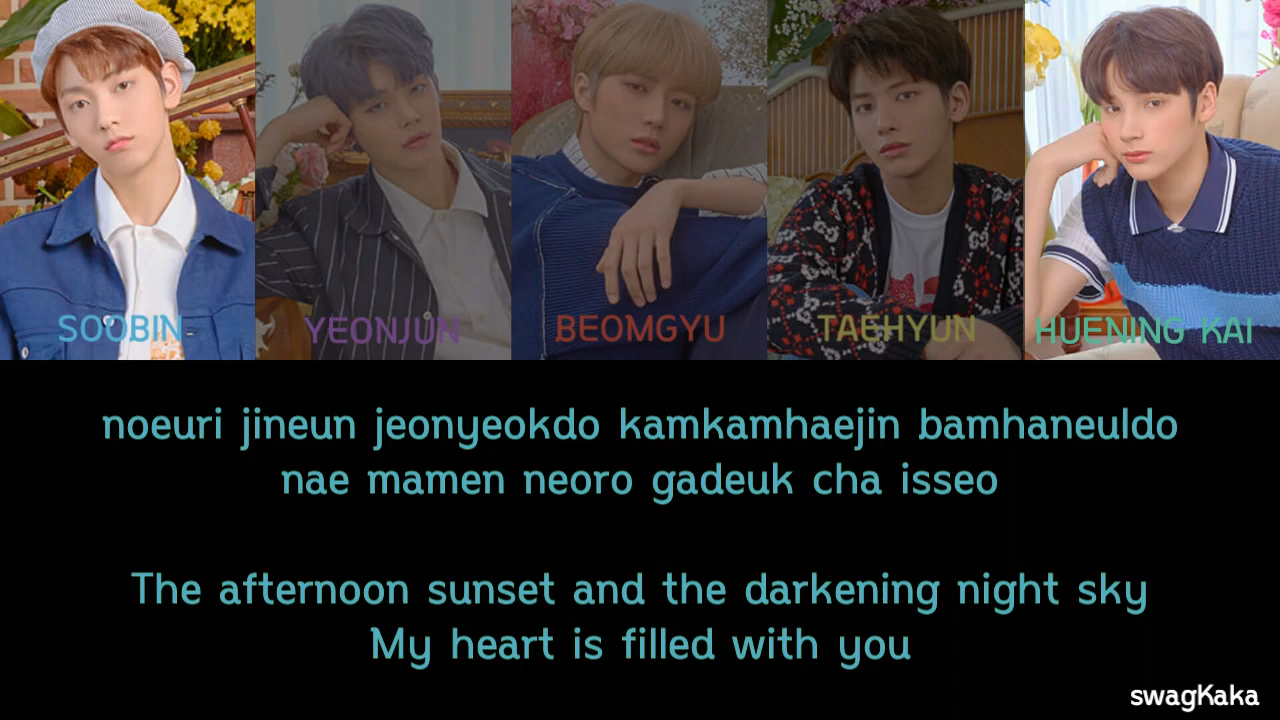 SOOBIN YEONJUN BEOMGYU TAEHYUN HUENING KAI
noeuri jineun jeonyeokdo kamkamhaejin bamhaneuldo
nae mamen neoro gadeuk cha isseo
The afternoon sunset and the darkening night sky
My heart is filled with you
swagKaka